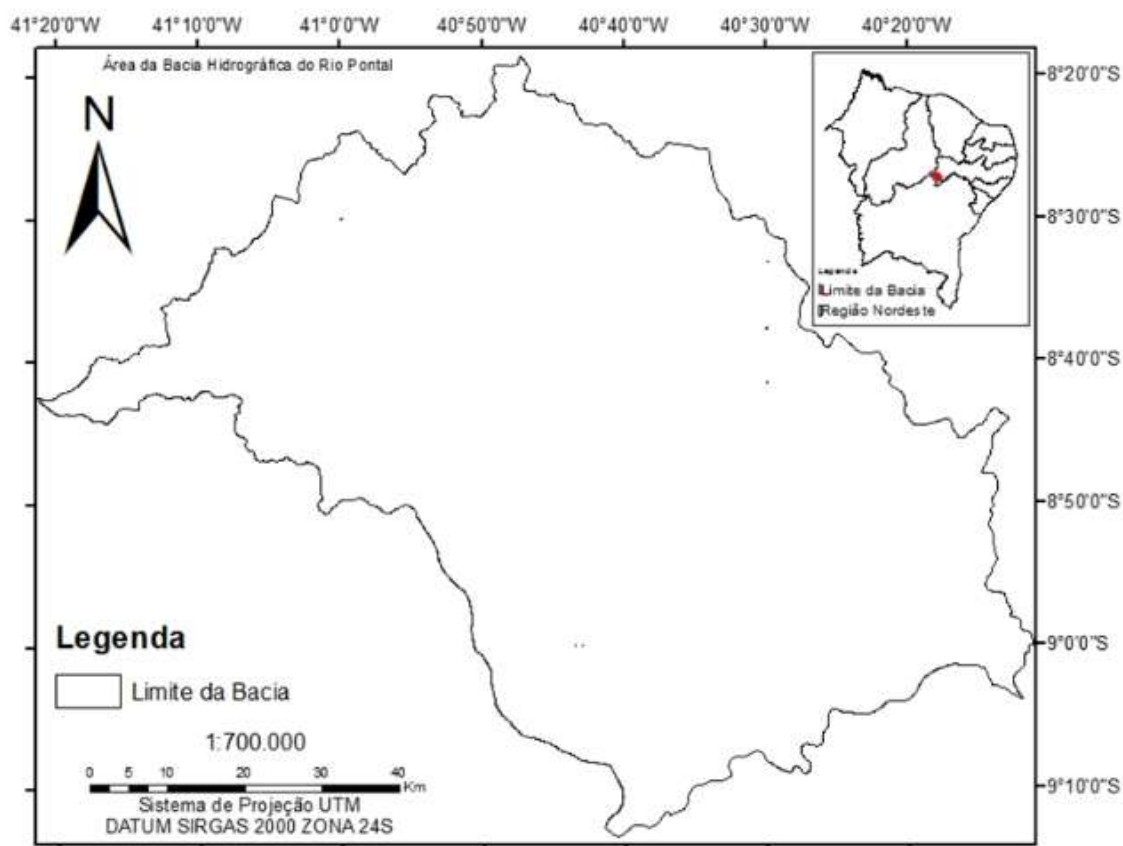 41°20'0"W 41°10'0"W 41°0'0"W 40°50'0"W 40°40'0"W 40°30'0"W 40°20'0"W
Área da Bacia Hidrográfica do Rio Pontal
N
8°20'0"S
8°30'0"S
8°40'0"S
8°50'0"S
9°0'0"S
9°10'0"S
Legenda
Limite da Bacia
Região Nordeste
Legenda
Limite da Bacia
1:700.000
0 5 10 20 30 40
Km
Sistema de Projeção UTM
DATUM SIRGAS 2000 ZONA 24S